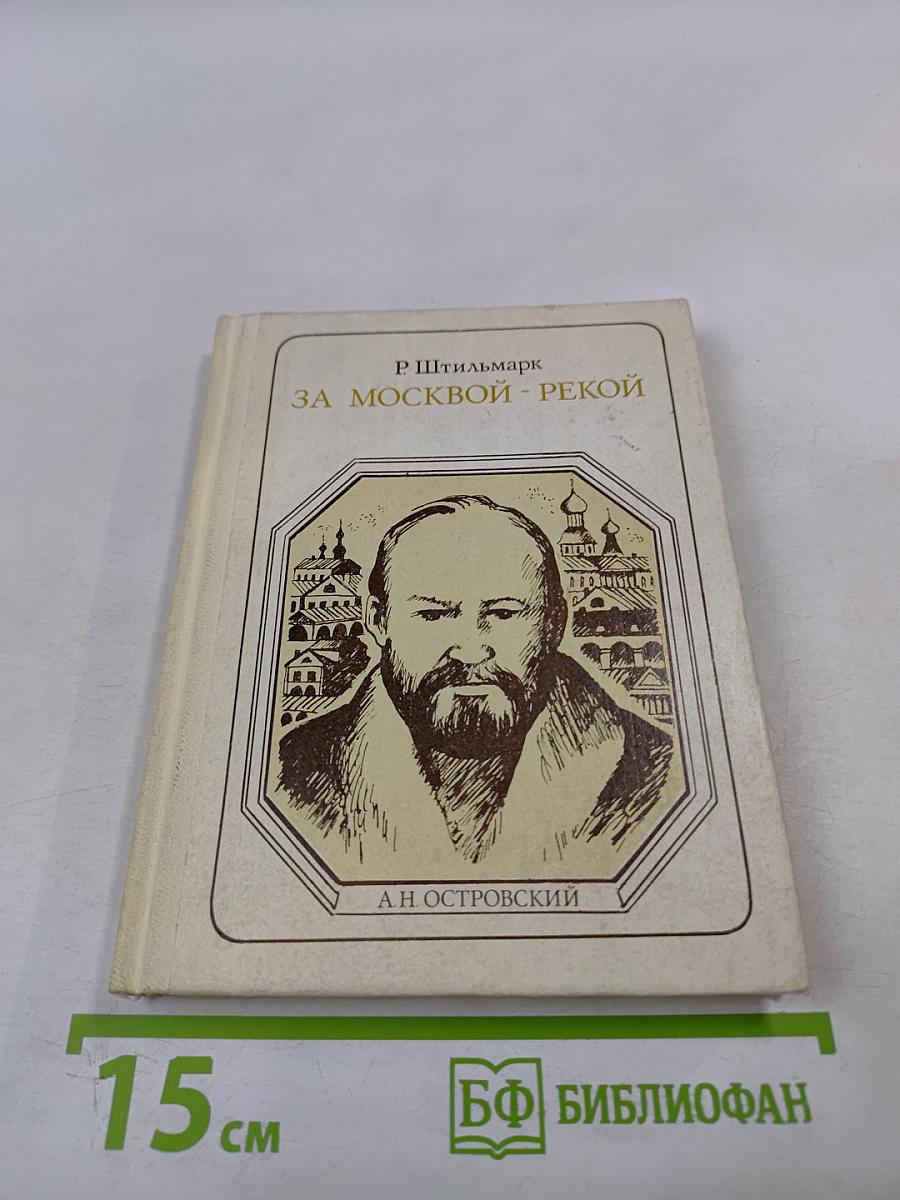 Р. Штильмарк
ЗА МОСКВОЙ-РЕКОЙ
А.Н. ОСТРОВСКИЙ
15 см
БФ БИБЛИОФАН